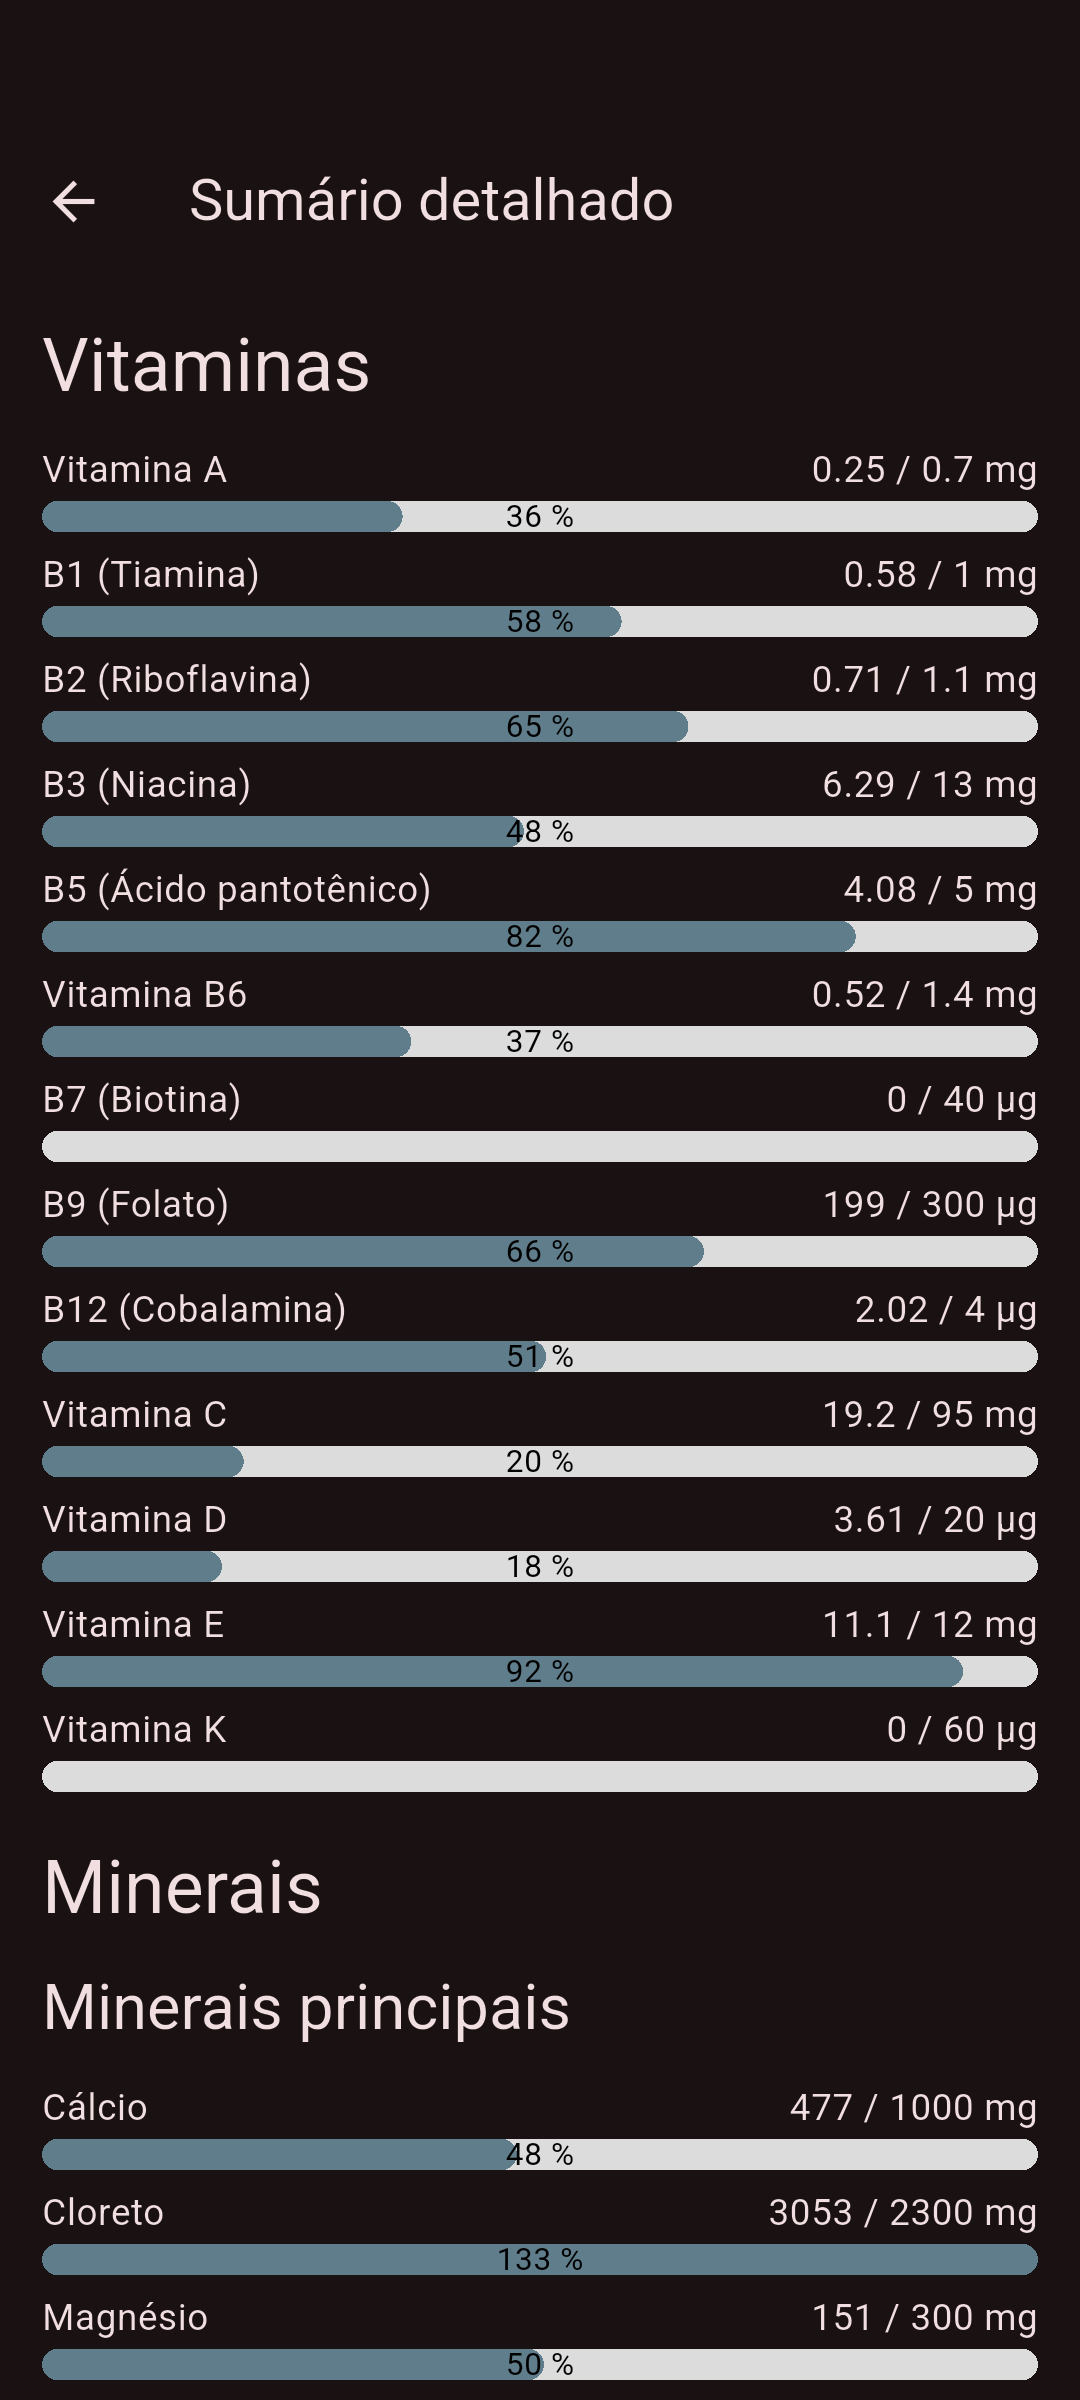 Sumário detalhado
Vitaminas
Vitamina A 0.25 / 0.7 mg
36 %
B1 (Tiamina) 0.58 / 1 mg
58 %
B2 (Riboflavina) 0.71 / 1.1 mg
65 %
B3 (Niacina) 6.29 / 13 mg
48 %
B5 (Ácido pantotênico) 4.08 / 5 mg
82 %
Vitamina B6 0.52 / 1.4 mg
37 %
B7 (Biotina) 0 / 40 µg
B9 (Folato) 199 / 300 µg
66 %
B12 (Cobalamina) 2.02 / 4 µg
51 %
Vitamina C 19.2 / 95 mg
20 %
Vitamina D 3.61 / 20 µg
18 %
Vitamina E 11.1 / 12 mg
92 %
Vitamina K 0 / 60 µg
Minerais
Minerais principais
Cálcio 477 / 1000 mg
48 %
Cloreto 3053 / 2300 mg
133 %
Magnésio 151 / 300 mg
50 %